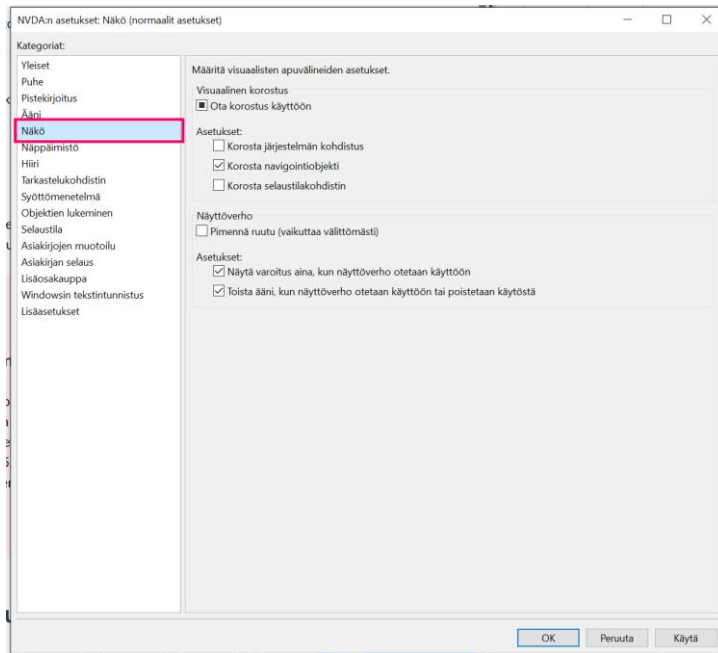 NVDA:n asetukset: Näkö (normaalit asetukset)
Kategoriat:
Yleiset
Puhe
Pistekirjoitus
Ääni
Näkö
Näppäimistö
Hiiri
Tarkastelukohdistin
Syöttömenetelmä
Objektien lukeminen
Selaustila
Asiakirjojen muotoilu
Asiakirjan selaus
Lisäosakauppa
Windowsin tekstintunnistus
Lisäasetukset
Määritä visuaalisten apuvälineiden asetukset.
Visuaalinen korostus
Ota korostus käyttöön
Asetukset:
Korosta järjestelmän kohdistus
Korosta navigointiobjekti
Korosta selaustilakohdistin
Näyttöverho
Pimennä ruutu (vaikuttaa välittömästi)
Asetukset:
Näytä varoitus aina, kun näyttöverho otetaan käyttöön
Toista ääni, kun näyttöverho otetaan käyttöön tai poistetaan käytöstä
OK Peruuta Käytä